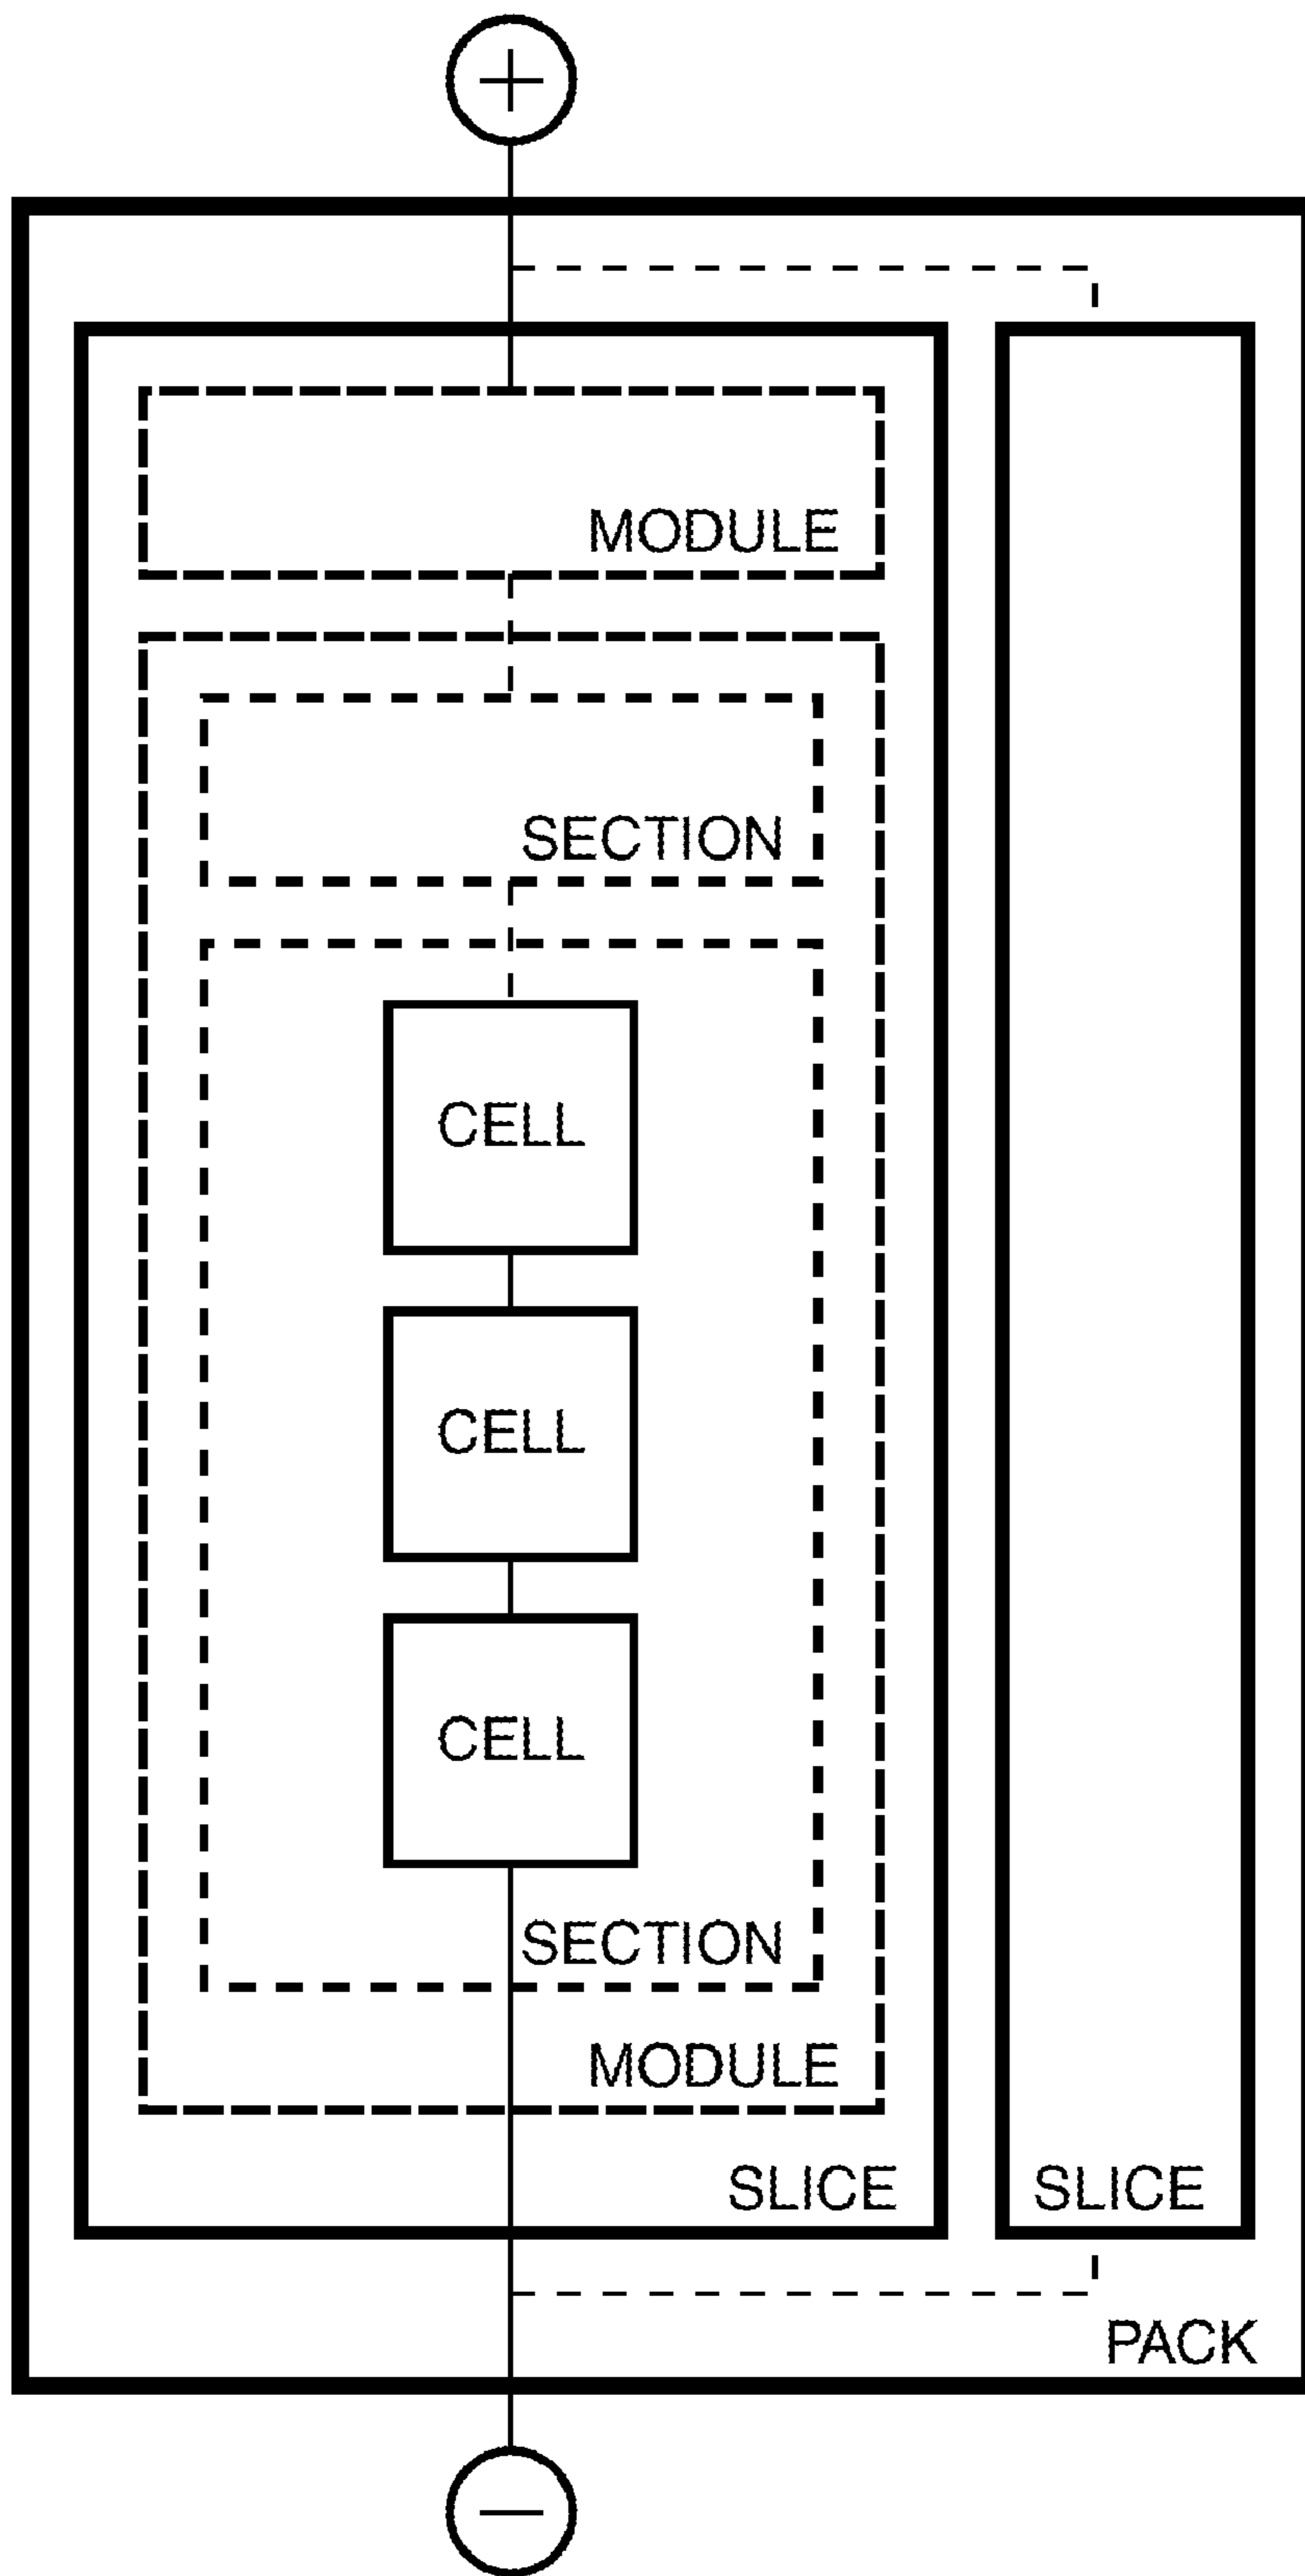 +
MODULE
SECTION
CELL
CELL
CELL
SECTION
MODULE
SLICE
SLICE
PACK
−